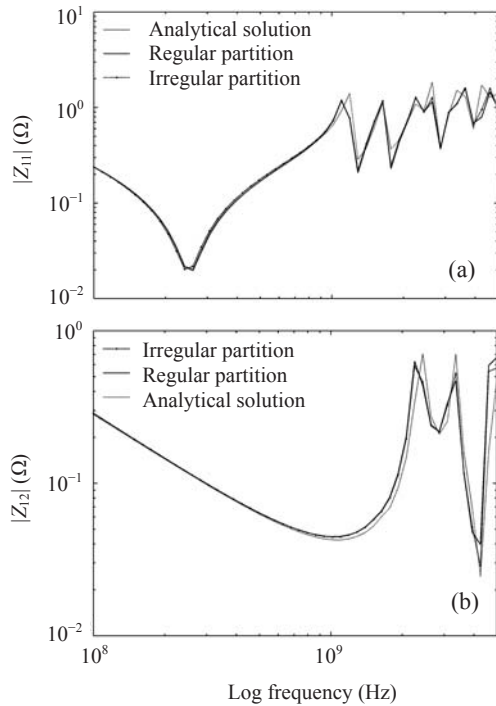 10¹
Analytical solution
Regular partition
Irregular partition
10⁰
|Z₁₁| (Ω)
10⁻¹
(a)
10⁻²
10⁰
Irregular partition
Regular partition
Analytical solution
|Z₁₂| (Ω)
10⁻¹
(b)
10⁻²
10⁸
10⁹
Log frequency (Hz)